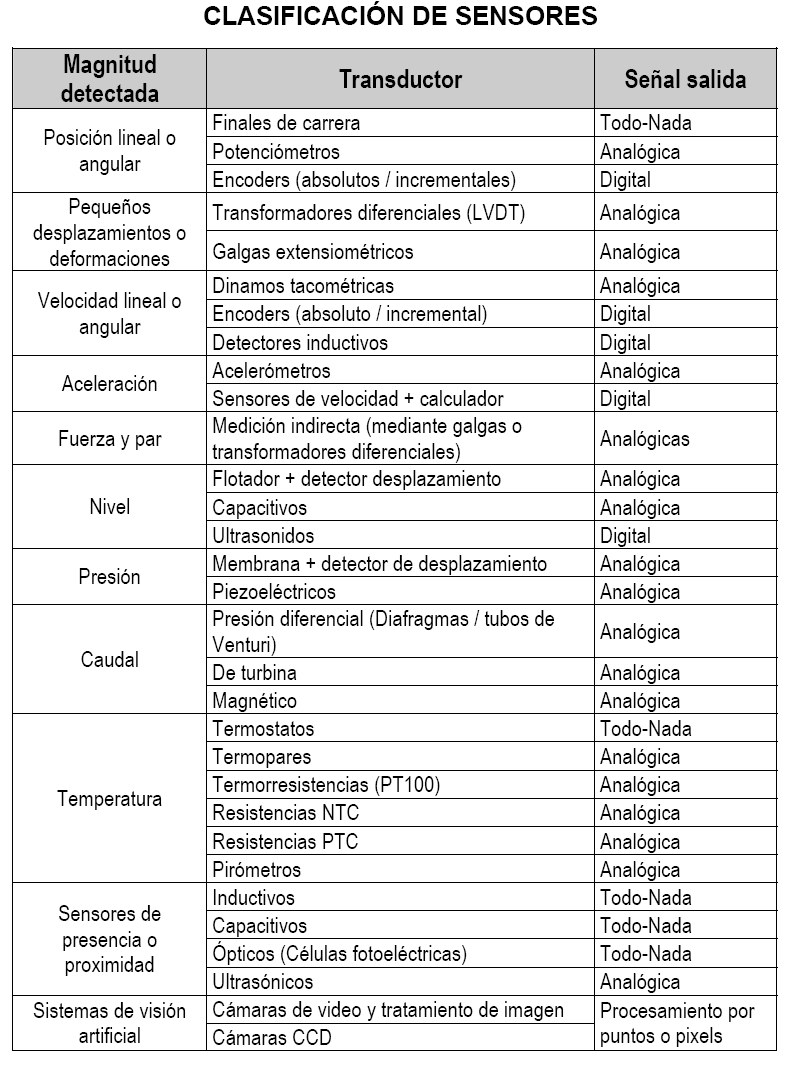 CLASIFICACIÓN DE SENSORES
Magnitud detectada | Transductor | Señal salida
Posición lineal o angular | Finales de carrera | Todo-Nada
Potenciómetros | Analógica
Encoders (absolutos / incrementales) | Digital
Pequeños desplazamientos o deformaciones | Transformadores diferenciales (LVDT) | Analógica
Galgas extensiométricos | Analógica
Velocidad lineal o angular | Dinamos tacométricas | Analógica
Encoders (absoluto / incremental) | Digital
Detectores inductivos | Digital
Aceleración | Acelerómetros | Analógica
Sensores de velocidad + calculador | Digital
Fuerza y par | Medición indirecta (mediante galgas o transformadores diferenciales) | Analógicas
Nivel | Flotador + detector desplazamiento | Analógica
Capacitivos | Analógica
Ultrasonidos | Digital
Presión | Membrana + detector de desplazamiento | Analógica
Piezoeléctricos | Analógica
Caudal | Presión diferencial (Diafragmas / tubos de Venturi) | Analógica
De turbina | Analógica
Magnético | Analógica
Temperatura | Termostatos | Todo-Nada
Termopares | Analógica
Termorresistencias (PT100) | Analógica
Resistencias NTC | Analógica
Resistencias PTC | Analógica
Pirómetros | Analógica
Sensores de presencia o proximidad | Inductivos | Todo-Nada
Capacitivos | Todo-Nada
Ópticos (Células fotoeléctricas) | Todo-Nada
Ultrasónicos | Analógica
Sistemas de visión artificial | Cámaras de video y tratamiento de imagen | Procesamiento por puntos o pixels
Cámaras CCD